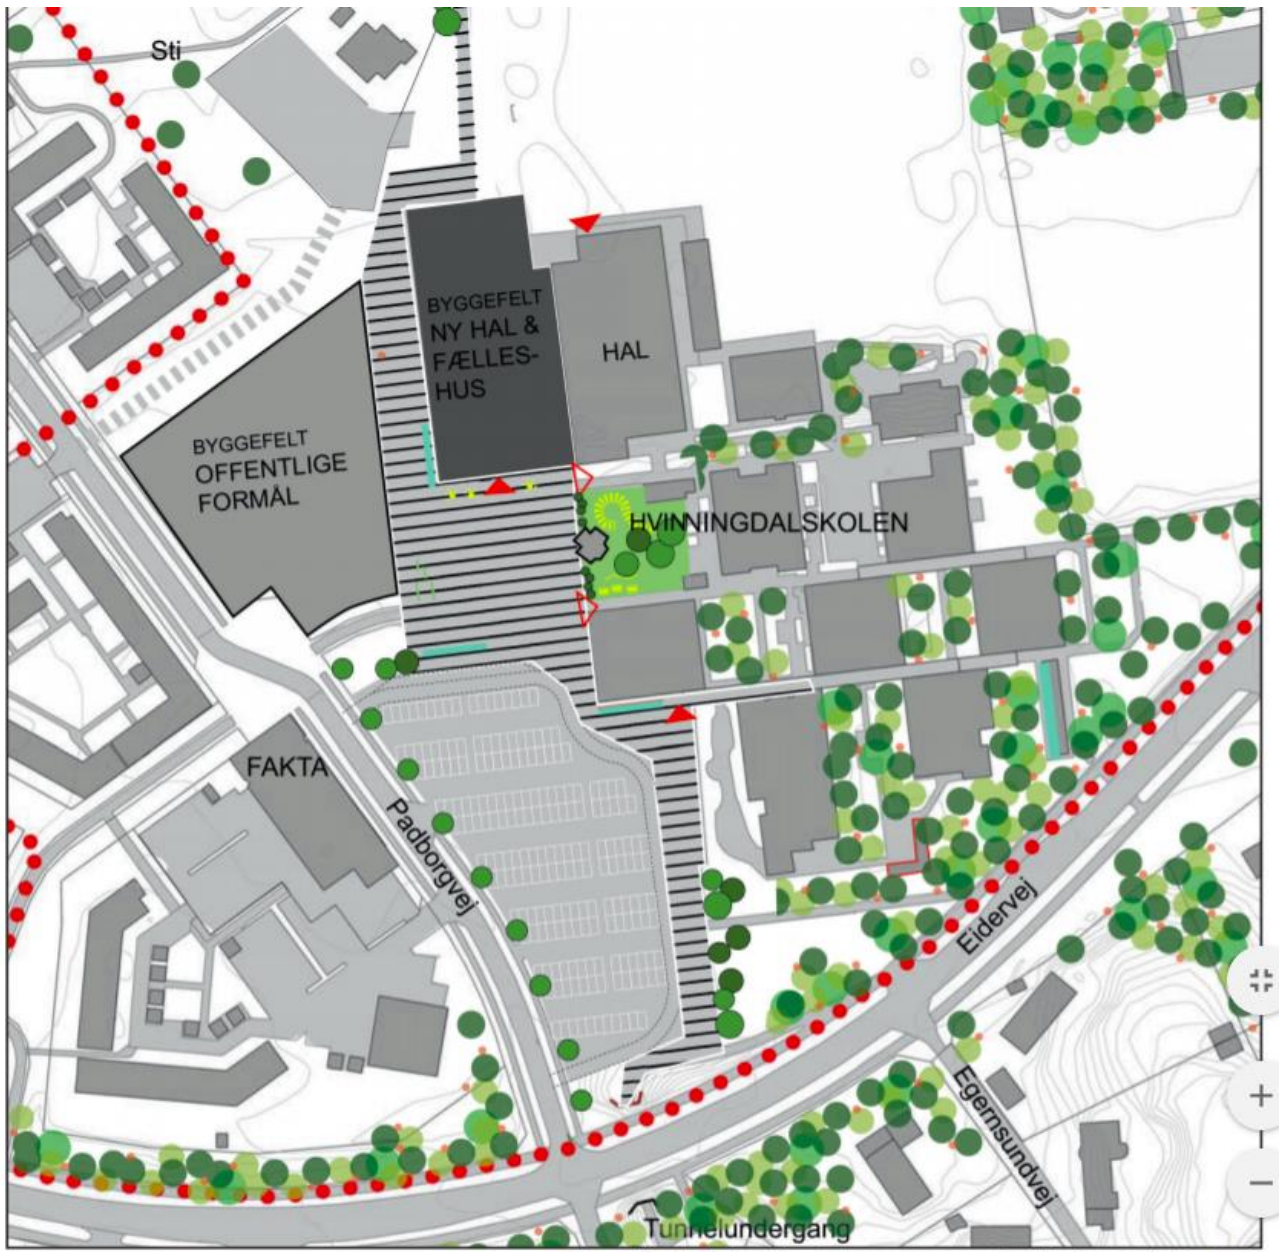 Sti
BYGGEFELT
NY HAL &
FÆLLES-
HUS
HAL
BYGGEFELT
OFFENTLIGE
FORMÅL
HVINNINGDALSKOLEN
FAKTA
Padborgvej
Eidervej
Egernsundvej
Tunnelundergang